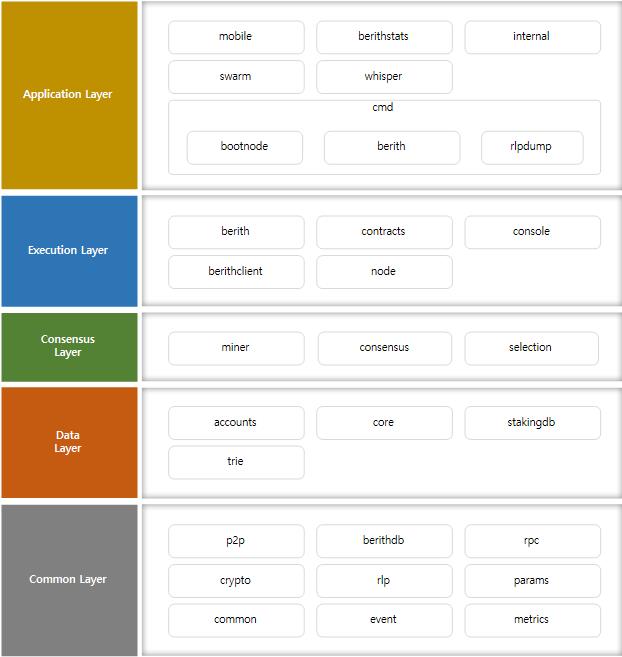 Application Layer
mobile
berithstats
internal
swarm
whisper
cmd
bootnode
berith
rlpdump
Execution Layer
berith
contracts
console
berithclient
node
Consensus
Layer
miner
consensus
selection
Data
Layer
accounts
core
stakingdb
trie
Common Layer
p2p
berithdb
rpc
crypto
rlp
params
common
event
metrics